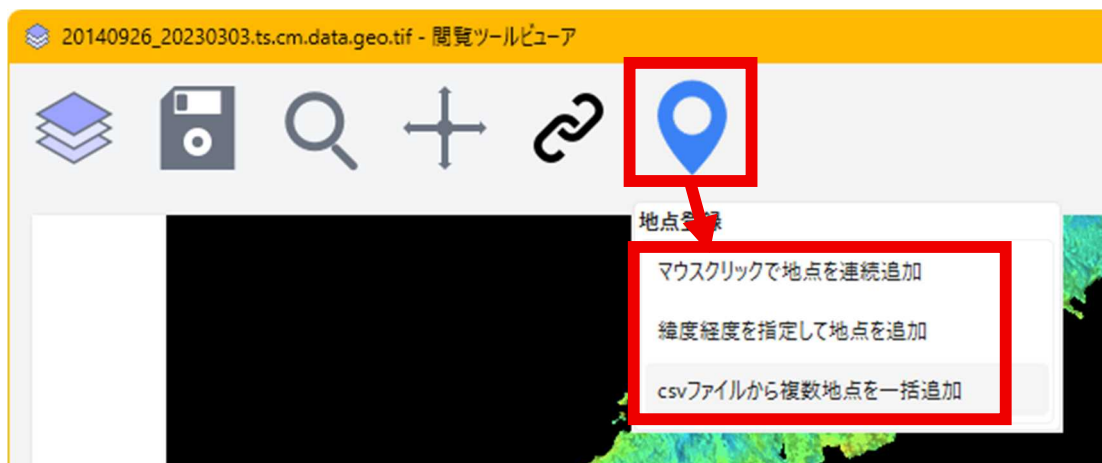 20140926_20230303.ts.cm.data.geo.tif - 閲覧ツールビューア
地点登録
マウスクリックで地点を連続追加
緯度経度を指定して地点を追加
csvファイルから複数地点を一括追加